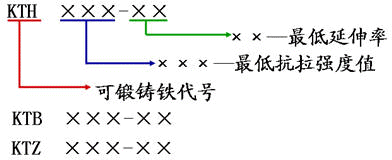 KTH ×××-××
× ×—最低延伸率
× × ×—最低抗拉强度值
可锻铸铁代号
KTB ×××-××
KTZ ×××-××